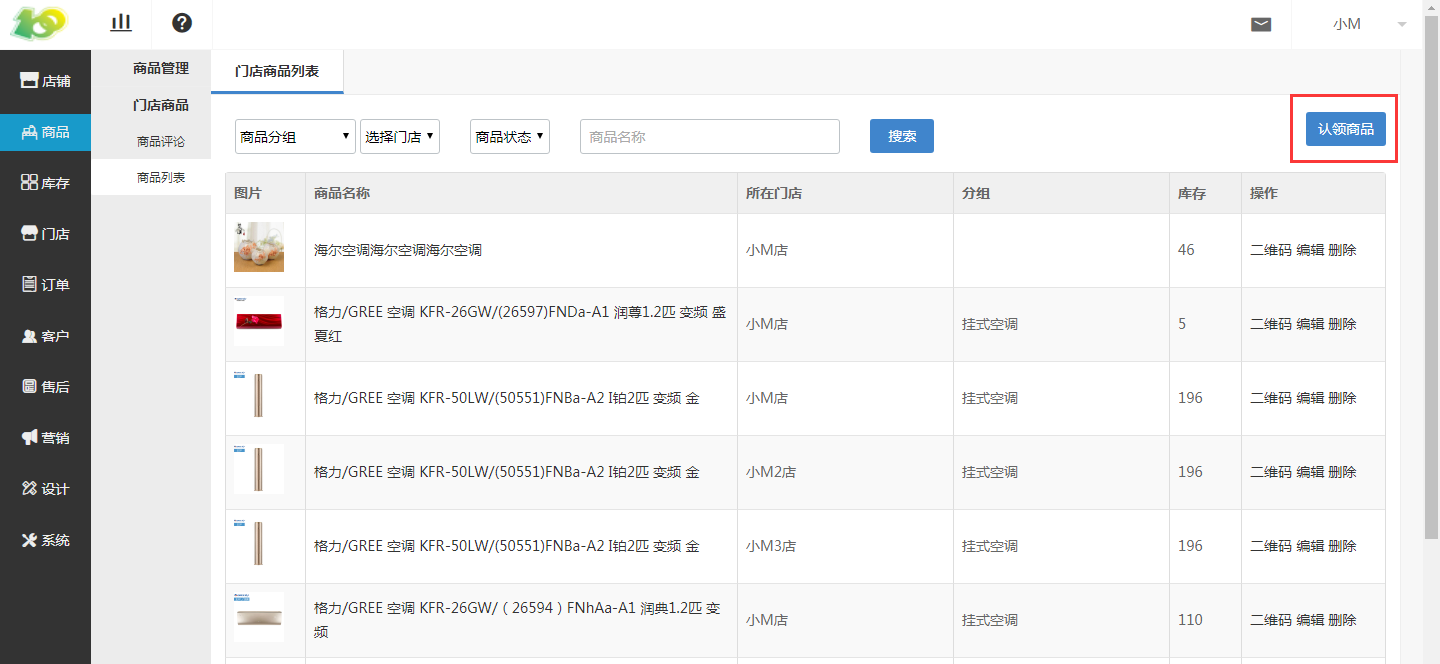 小M
店铺
商品
库存
门店
订单
客户
售后
营销
设计
系统
商品管理
门店商品
商品评论
商品列表
门店商品列表
商品分组 选择门店 商品状态 商品名称 搜索 认领商品
图片 商品名称 所在门店 分组 库存 操作
海尔空调海尔空调海尔空调 小M店 46 二维码 编辑 删除
格力/GREE 空调 KFR-26GW/(26597)FNDa-A1 润尊1.2匹 变频 盛
夏红 小M店 挂式空调 5 二维码 编辑 删除
格力/GREE 空调 KFR-50LW/(50551)FNBa-A2 I铂2匹 变频 金 小M店 挂式空调 196 二维码 编辑 删除
格力/GREE 空调 KFR-50LW/(50551)FNBa-A2 I铂2匹 变频 金 小M2店 挂式空调 196 二维码 编辑 删除
格力/GREE 空调 KFR-50LW/(50551)FNBa-A2 I铂2匹 变频 金 小M3店 挂式空调 196 二维码 编辑 删除
格力/GREE 空调 KFR-26GW/（26594）FNhAa-A1 润典1.2匹 变
频 小M店 挂式空调 110 二维码 编辑 删除